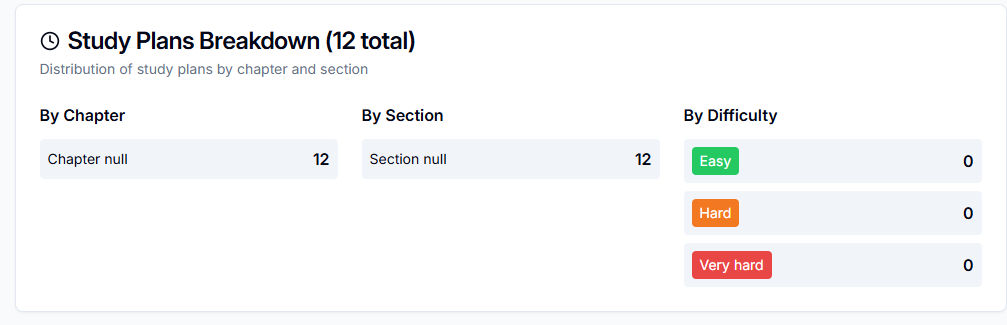 Study Plans Breakdown (12 total)
Distribution of study plans by chapter and section
By Chapter
Chapter null 12
By Section
Section null 12
By Difficulty
Easy 0
Hard 0
Very hard 0